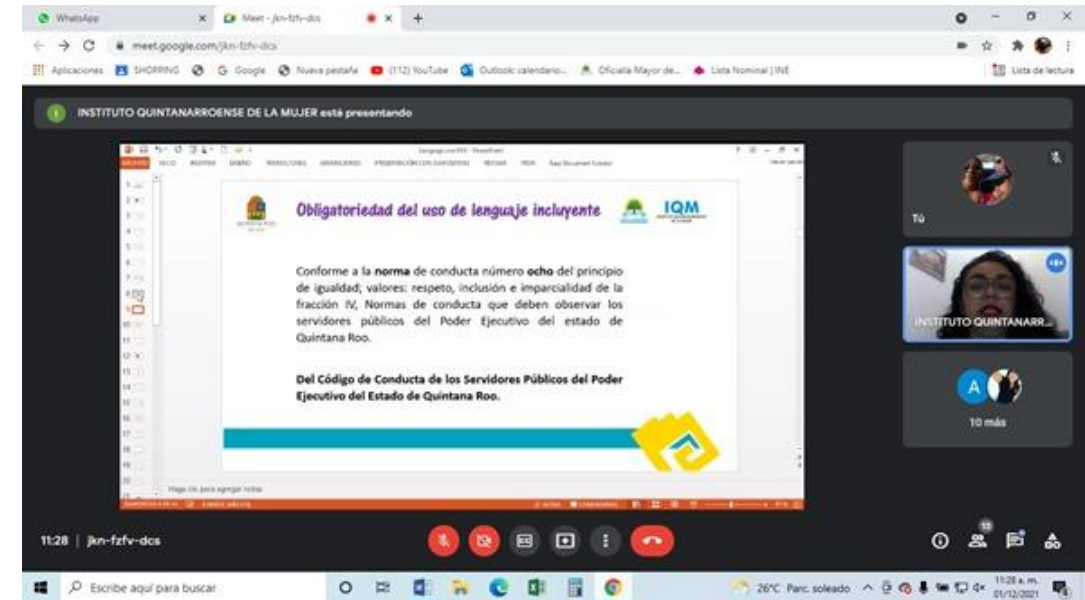 WhatsApp
Meet - jkn-fzfv-dcs
meet.google.com/jkn-fzfv-dcs
Aplicaciones SHOPPING Google Nueva pestaña (112) YouTube Outlook: calendario... Oficialía Mayor de... Lista Nominal | INE Lista de lectura
INSTITUTO QUINTANARROENSE DE LA MUJER está presentando
Obligatoriedad del uso de lenguaje incluyente
IQM
Conforme a la norma de conducta número ocho del principio
de igualdad; valores: respeto, inclusión e imparcialidad de la
fracción IV, Normas de conducta que deben observar los
servidores públicos del Poder Ejecutivo del estado de
Quintana Roo.
Del Código de Conducta de los Servidores Públicos del Poder
Ejecutivo del Estado de Quintana Roo.
Haga clic para agregar notas
Tú
INSTITUTO QUINTANARR...
A
10 más
11:28 | jkn-fzfv-dcs
13
Escribe aquí para buscar
26°C Parc. soleado
11:28 a. m.
01/12/2021